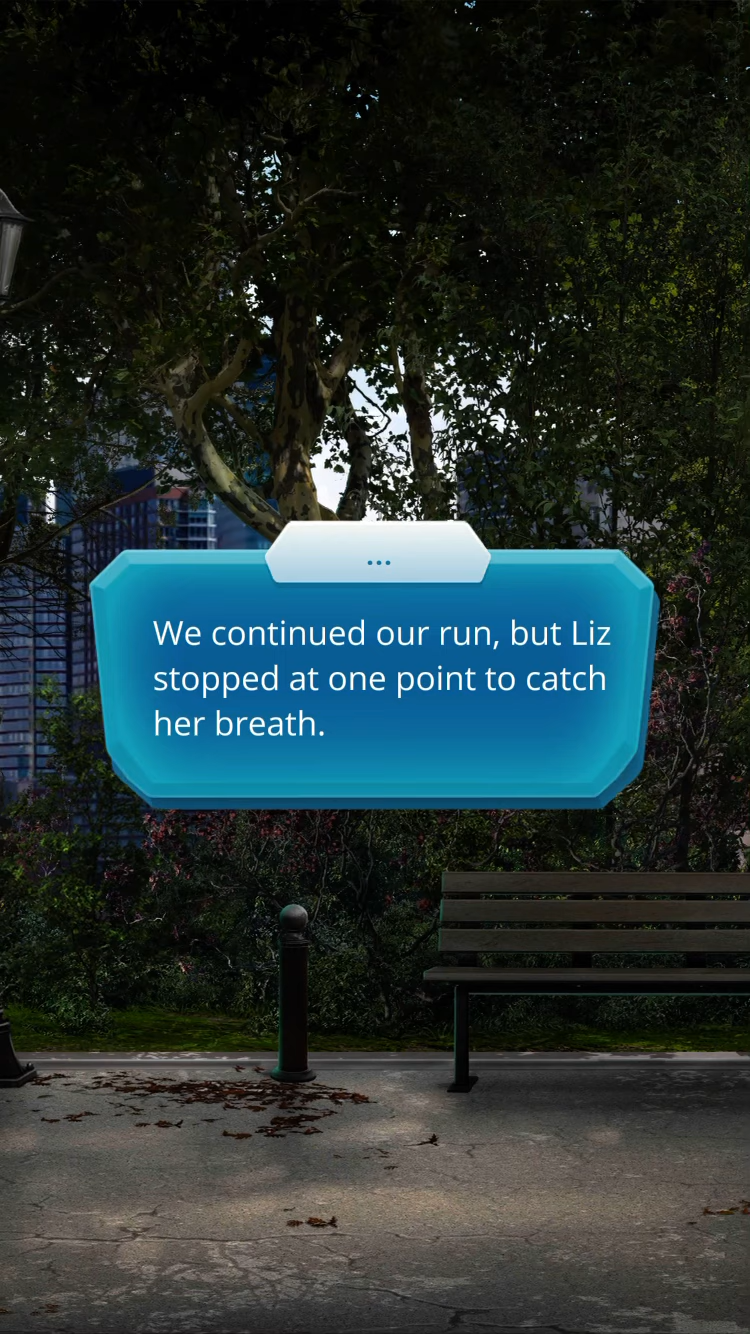 ...
We continued our run, but Liz
stopped at one point to catch
her breath.